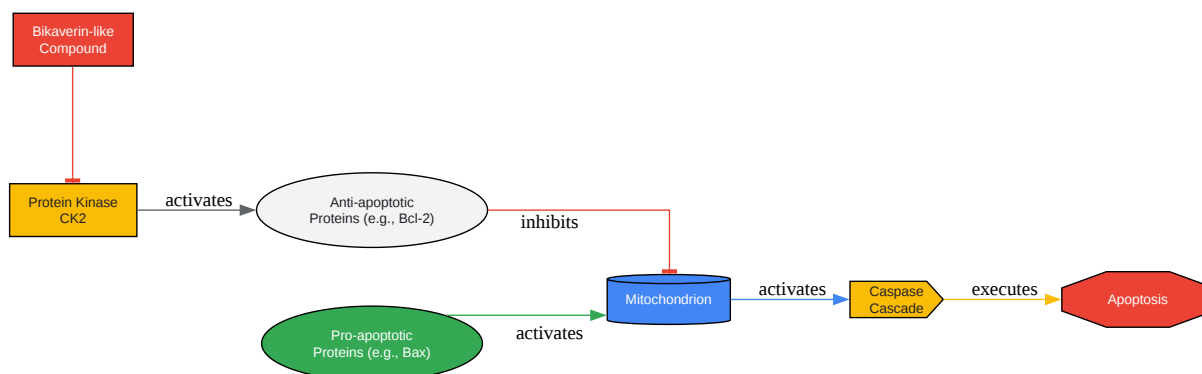 Bikaverin-like
Compound
Protein Kinase
CK2
activates
Anti-apoptotic
Proteins (e.g., Bcl-2)
inhibits
Pro-apoptotic
Proteins (e.g., Bax)
activates
Mitochondrion
activates
Caspase
Cascade
executes
Apoptosis